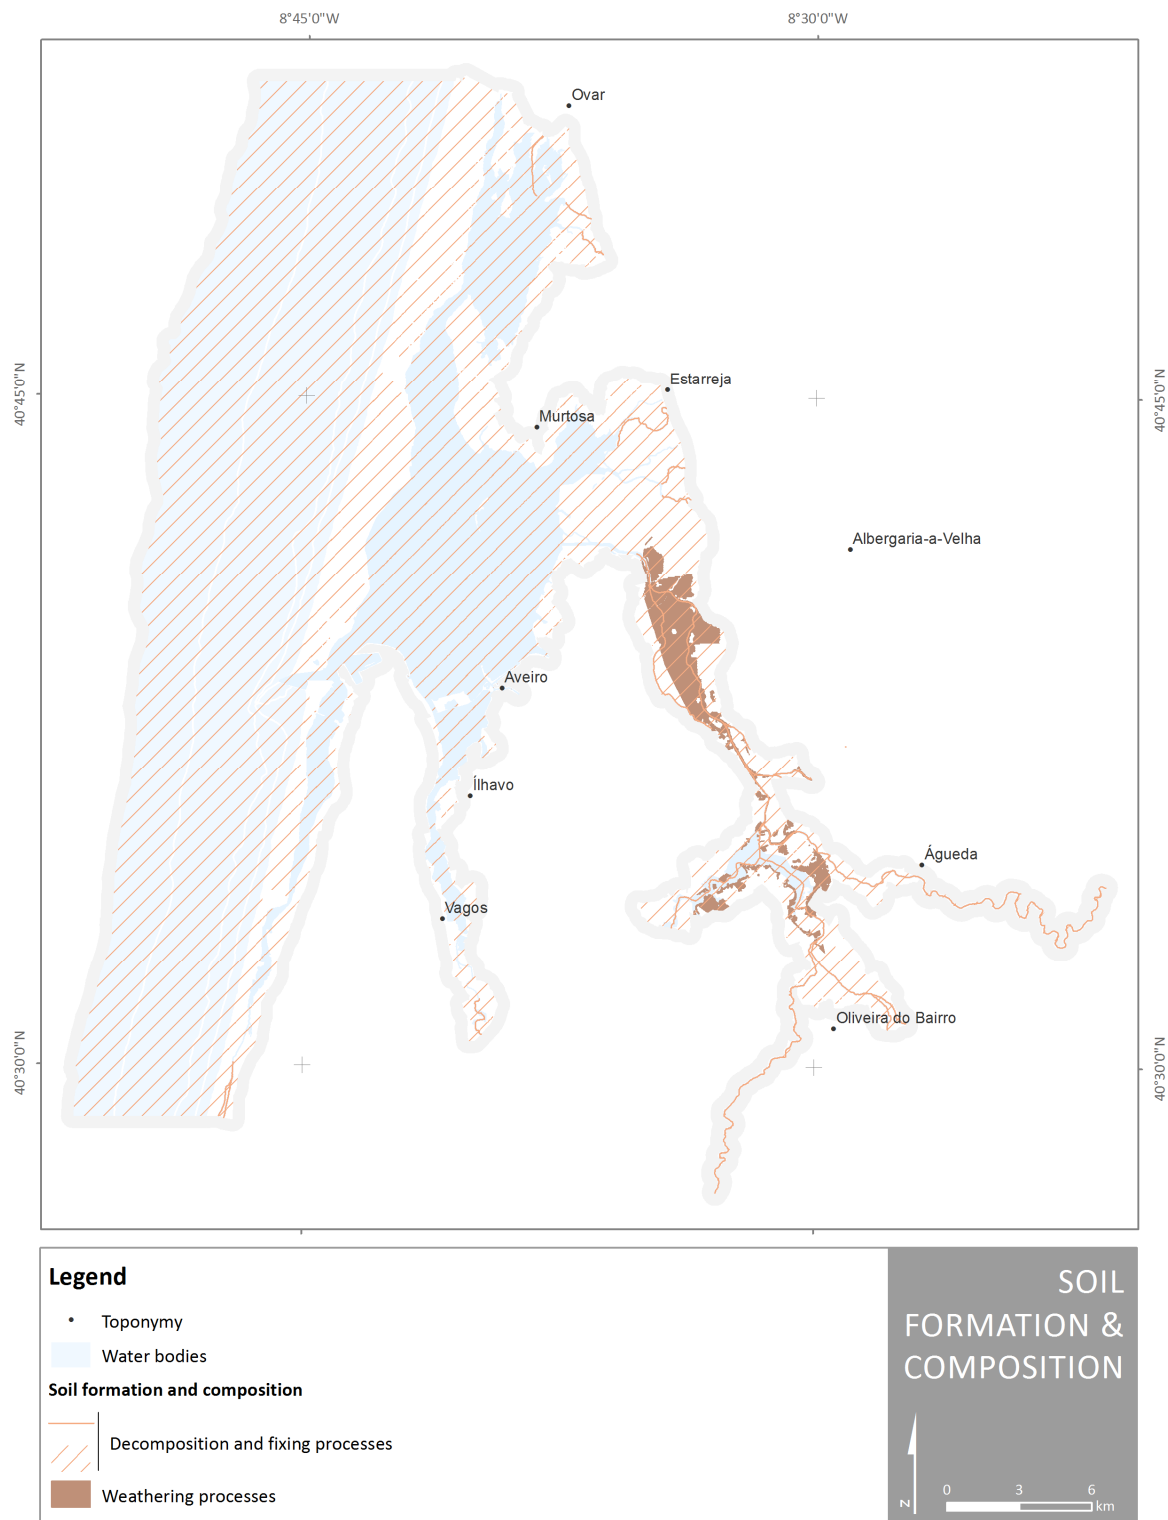 8°45'0"W
8°30'0"W
Ovar
40°45'0"N
40°45'0"N
Estarreja
Murtosa
Albergaria-a-Velha
Aveiro
Ílhavo
Águeda
Vagos
Oliveira do Bairro
40°30'0"N
40°30'0"N
Legend
Toponymy
Water bodies
Soil formation and composition
Decomposition and fixing processes
Weathering processes
SOIL
FORMATION &
COMPOSITION
N
0 3 6
km